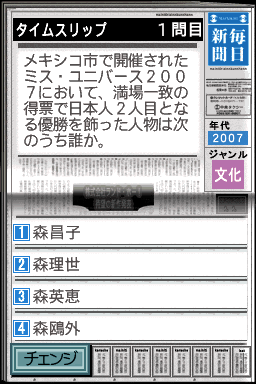 タイムスリップ 1問目
メキシコ市で開催された
ミス・ユニバース200
7において、満場一致の
得票で日本人2人目とな
る優勝を飾った人物は次
のうち誰か。
毎日新聞
年代
2007
ジャンル
文化
1 森昌子
2 森理世
3 森英恵
4 森鴎外
チェンジ